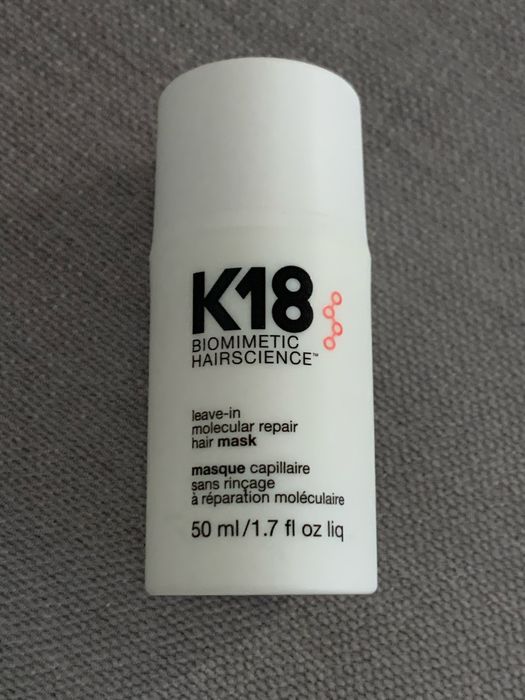 K18
BIOMIMETIC
HAIRSCIENCE™
leave-in
molecular repair
hair mask
masque capillaire
sans rinçage
à réparation moléculaire
50 ml/1.7 fl oz liq